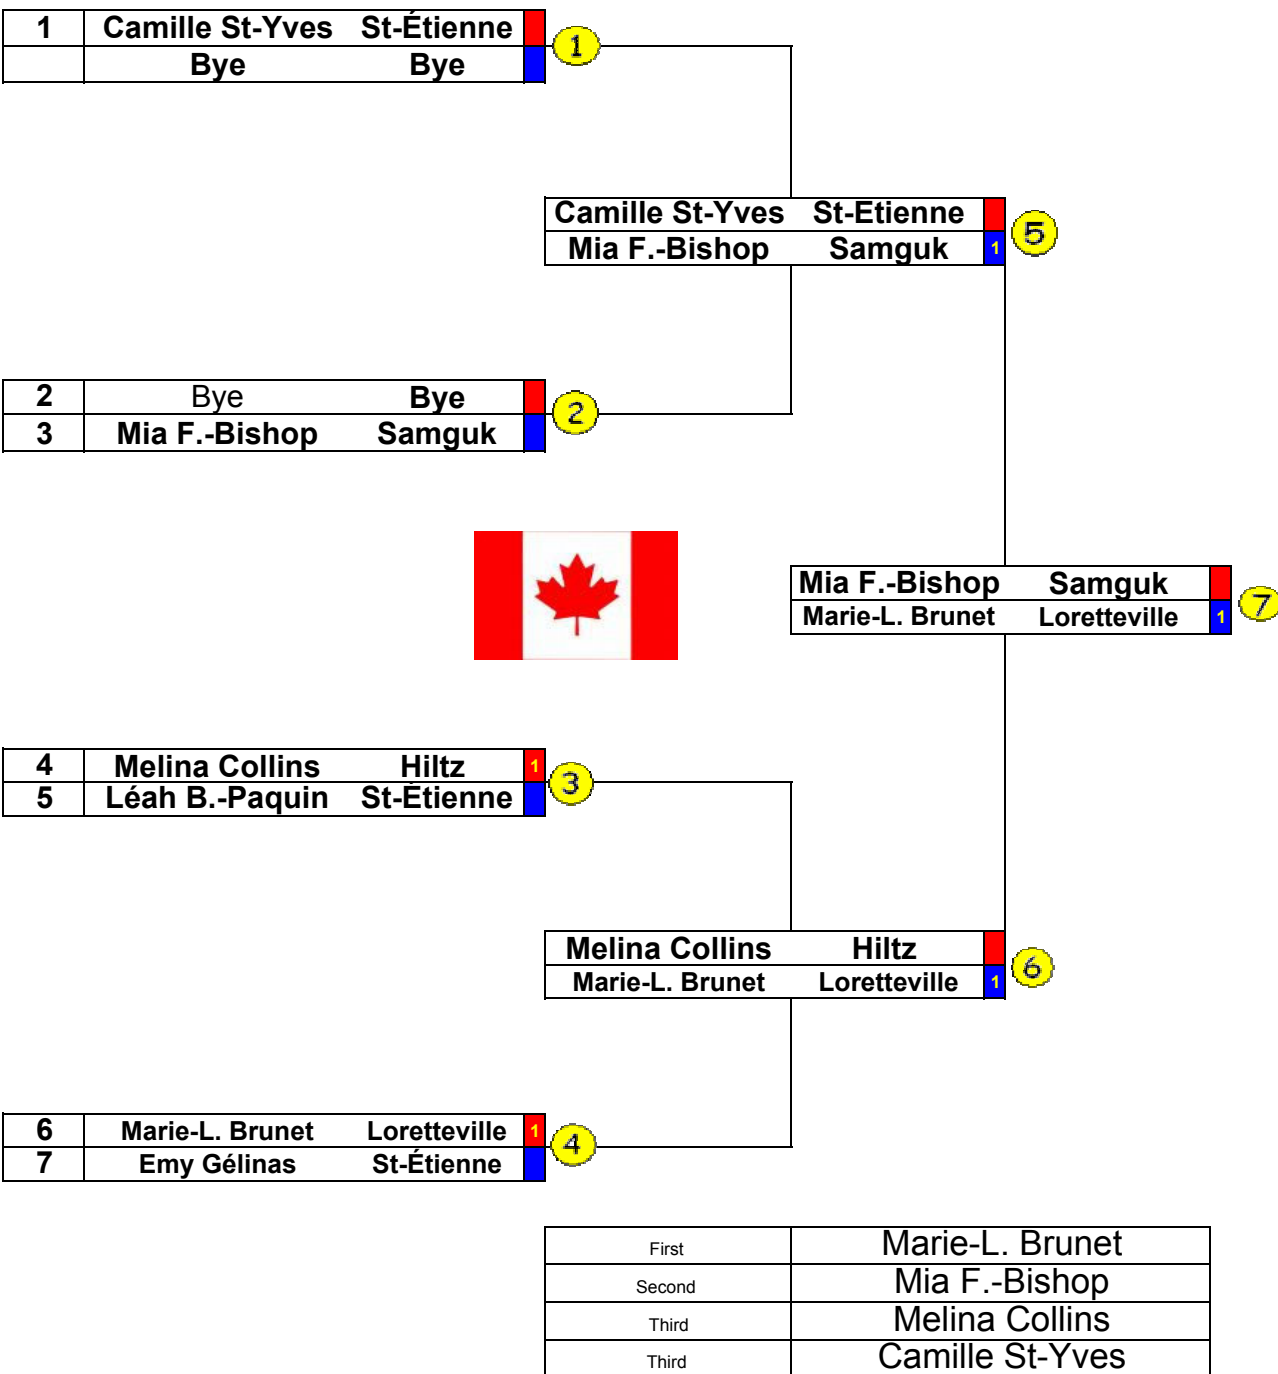 1 Camille St-Yves St-Étienne
Bye Bye
1
Camille St-Yves St-Etienne
Mia F.-Bishop Samguk 1
5
2 Bye Bye
3 Mia F.-Bishop Samguk
2
Mia F.-Bishop Samguk
Marie-L. Brunet Loretteville 1
7
4 Melina Collins Hiltz 1
5 Léah B.-Paquin St-Étienne
3
Melina Collins Hiltz
Marie-L. Brunet Loretteville 1
6
6 Marie-L. Brunet Loretteville 1
7 Emy Gélinas St-Étienne
4
First Marie-L. Brunet
Second Mia F.-Bishop
Third Melina Collins
Third Camille St-Yves